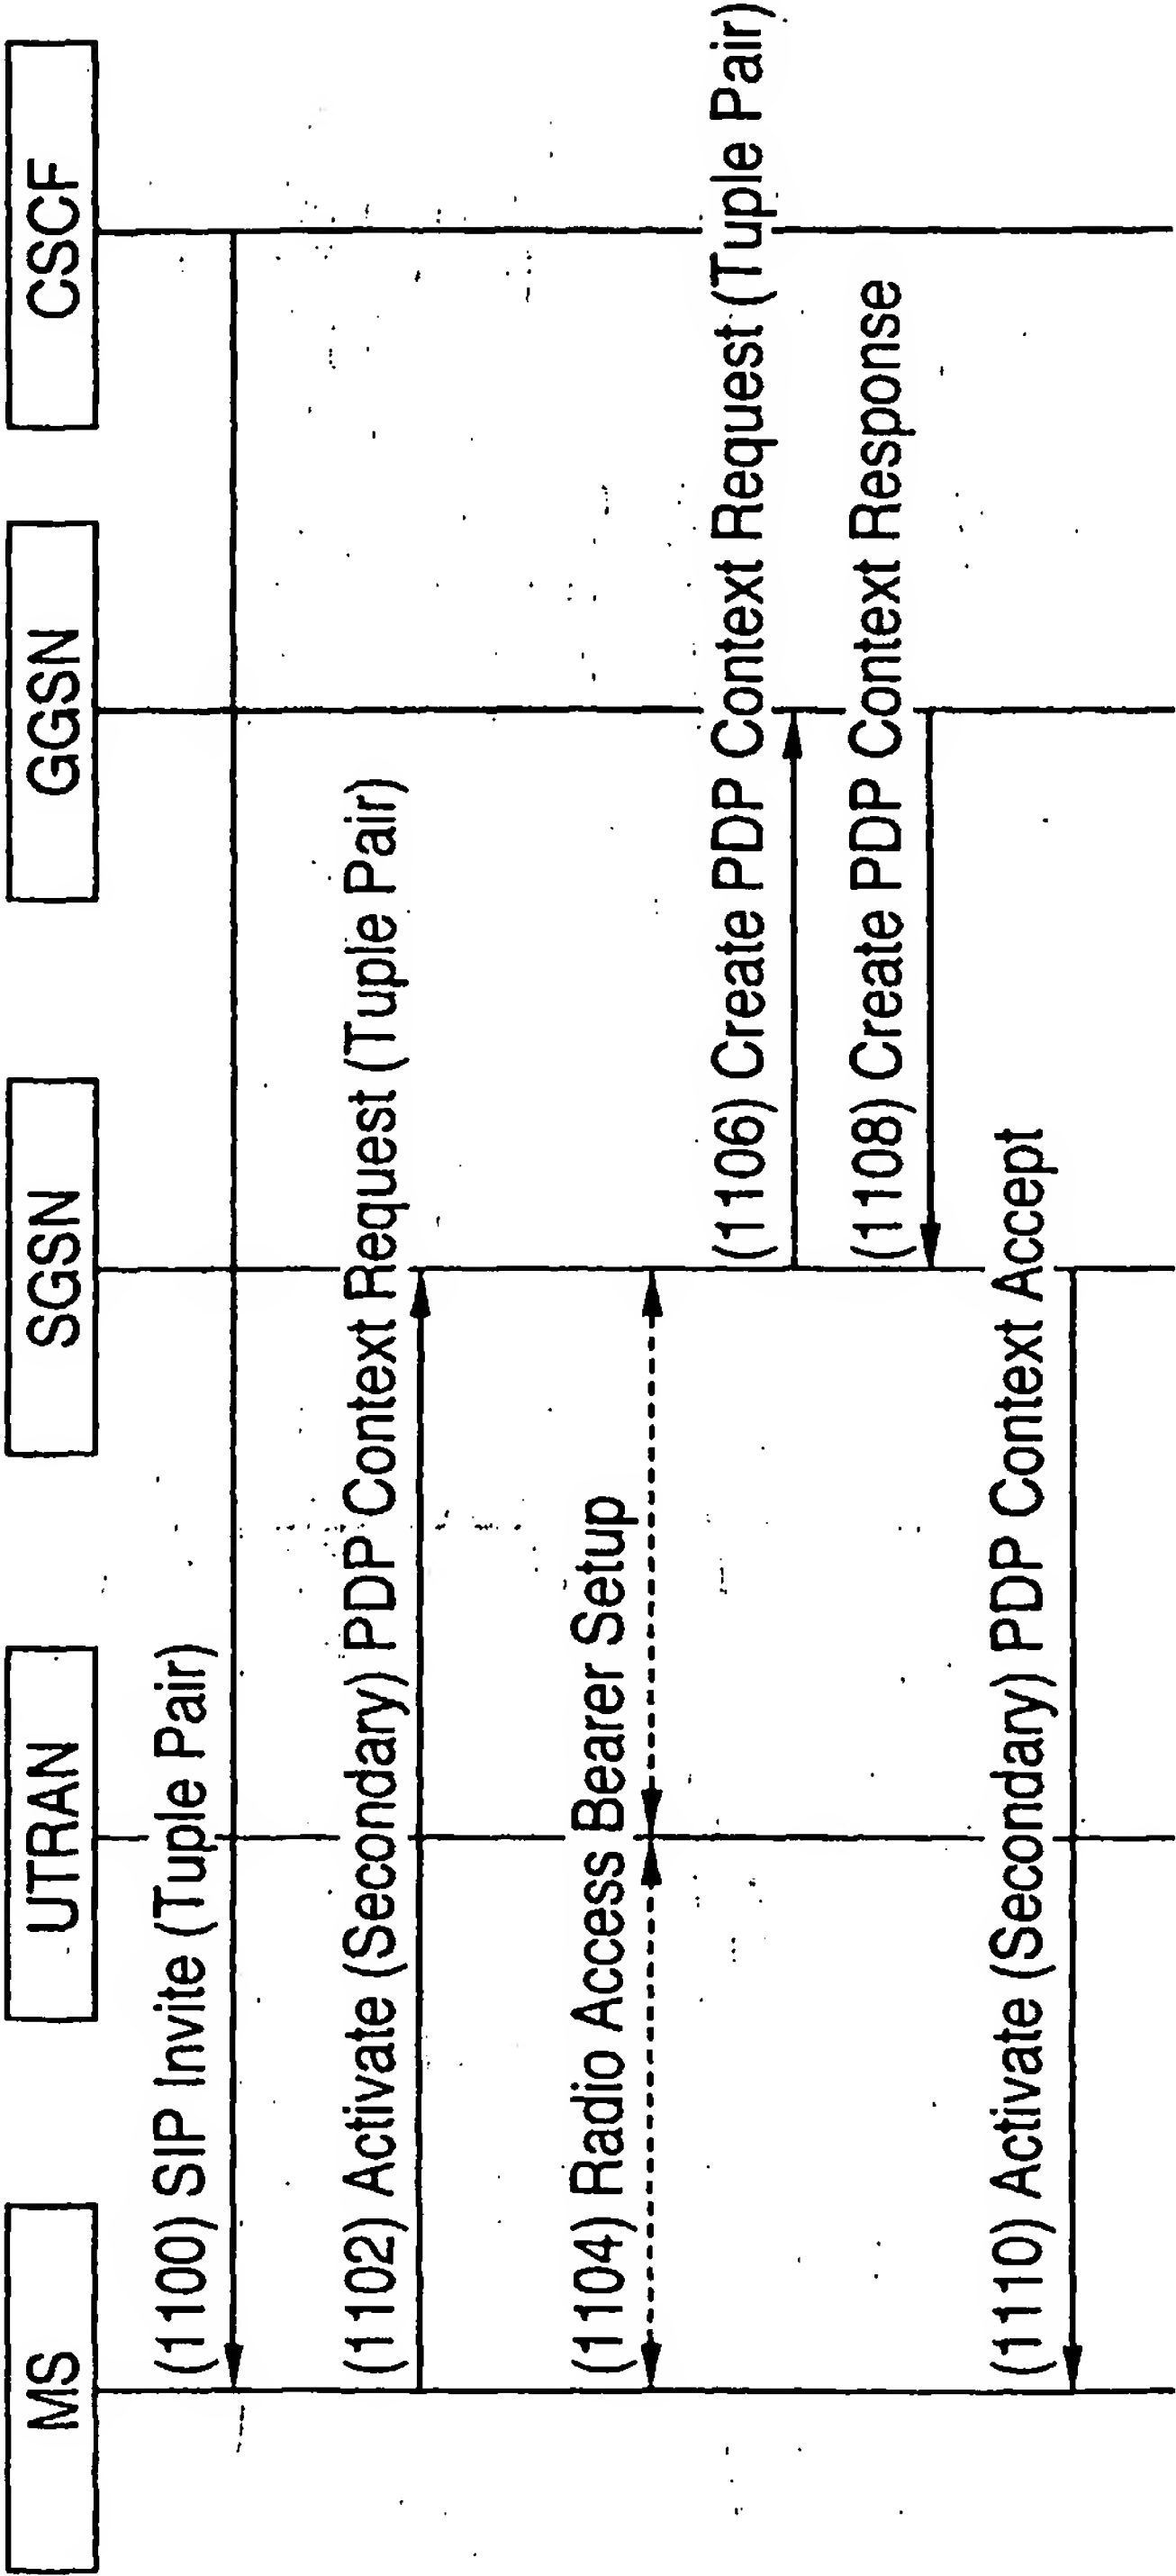 MS
UTRAN
SGSN
GGSN
CSCF
(1100) SIP Invite (Tuple Pair)
(1102) Activate (Secondary) PDP Context Request (Tuple Pair)
(1104) Radio Access Bearer Setup
(1106) Create PDP Context Request (Tuple Pair)
(1108) Create PDP Context Response
(1110) Activate (Secondary) PDP Context Accept